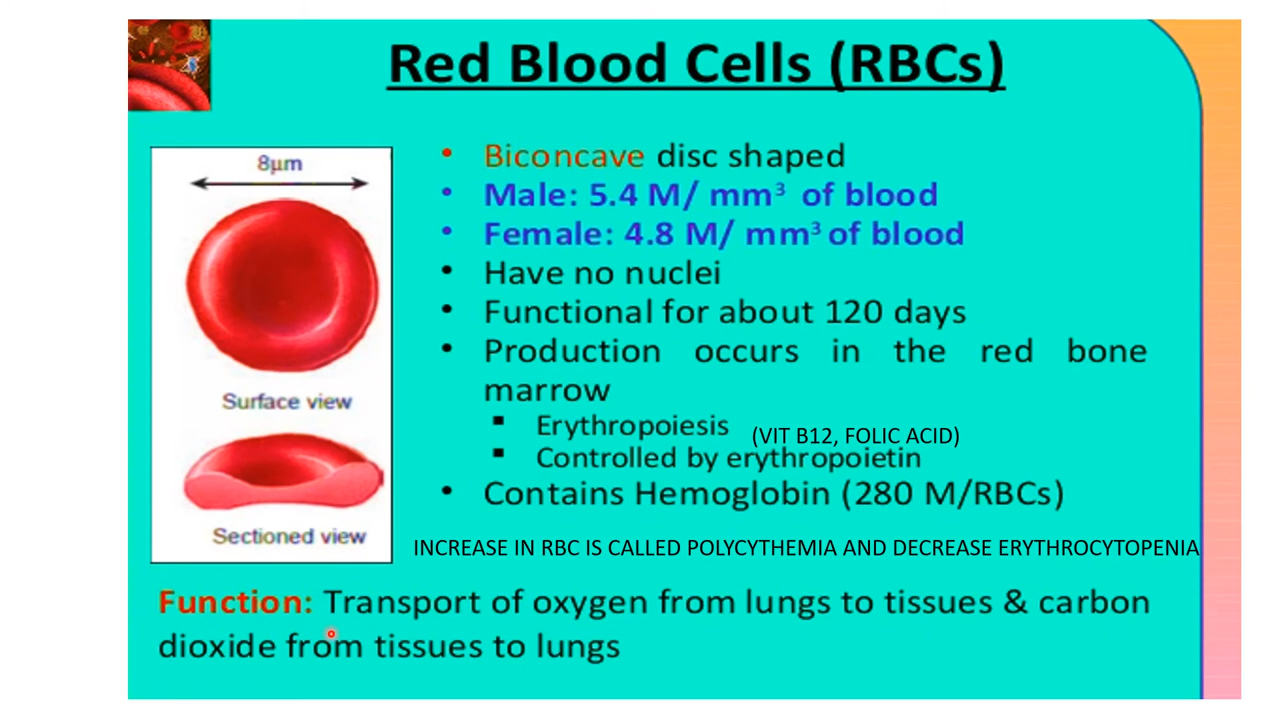 Red Blood Cells (RBCs)
8μm
Surface view
Sectioned view
• Biconcave disc shaped
• Male: 5.4 M/ mm³ of blood
• Female: 4.8 M/ mm³ of blood
• Have no nuclei
• Functional for about 120 days
• Production occurs in the red bone
marrow
▪ Erythropoiesis (VIT B12, FOLIC ACID)
▪ Controlled by erythropoietin
• Contains Hemoglobin (280 M/RBCs)
INCREASE IN RBC IS CALLED POLYCYTHEMIA AND DECREASE ERYTHROCYTOPENIA
Function: Transport of oxygen from lungs to tissues & carbon
dioxide from tissues to lungs